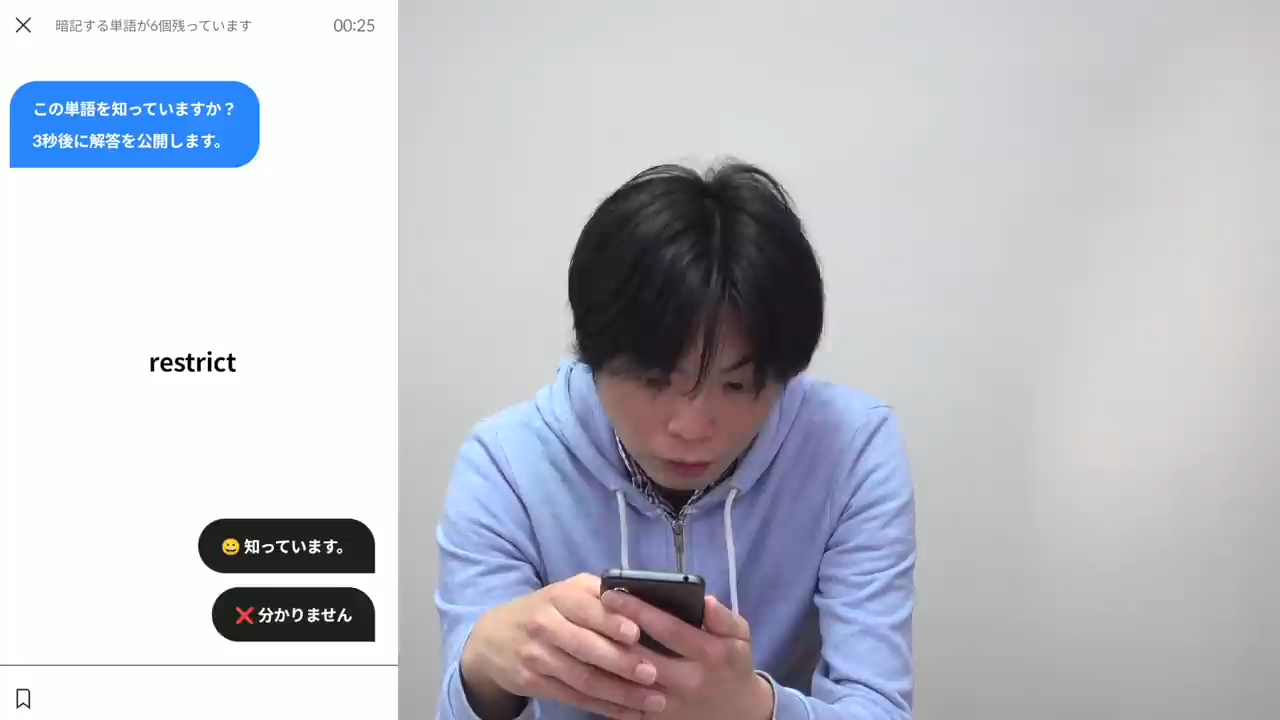 暗記する単語が6個残っています
00:25
この単語を知っていますか？
3秒後に解答を公開します。
restrict
😀 知っています。
❌ 分かりません